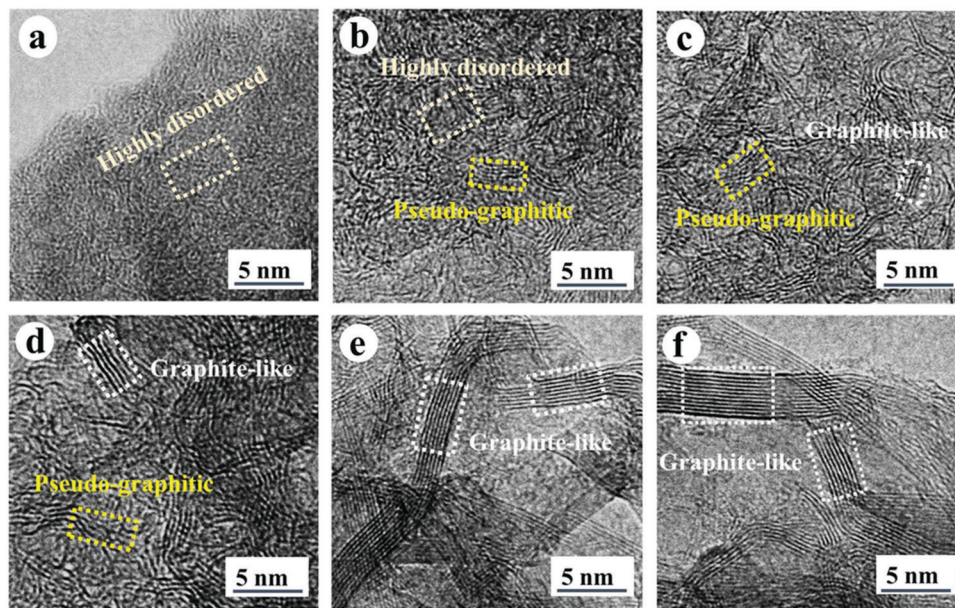 a
Highly disordered
5 nm
b
Highly disordered
Pseudo-graphitic
5 nm
c
Graphite-like
Pseudo-graphitic
5 nm
d
Graphite-like
Pseudo-graphitic
5 nm
e
Graphite-like
5 nm
f
Graphite-like
5 nm